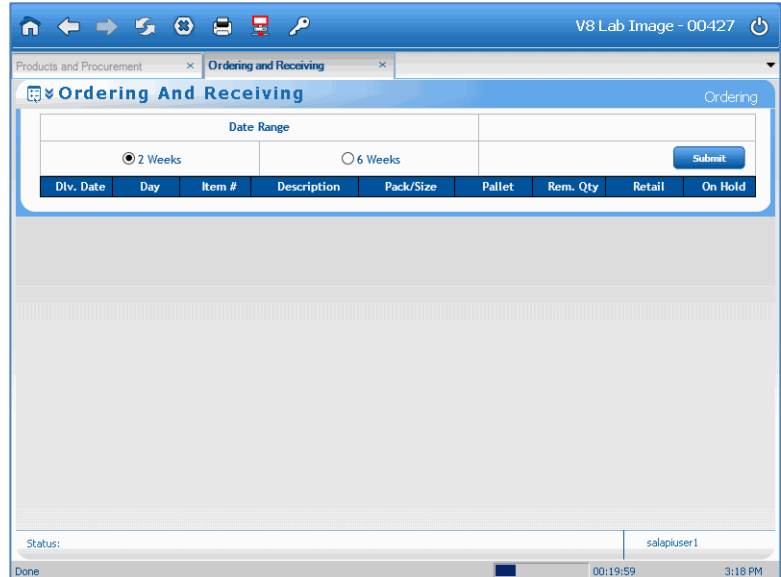 V8 Lab Image - 00427
Products and Procurement × Ordering and Receiving ×
Ordering And Receiving
Ordering
Date Range
2 Weeks 6 Weeks Submit
Dlv. Date Day Item # Description Pack/Size Pallet Rem. Qty Retail On Hold
Status: salapiuser1
Done 00:19:59 3:18 PM